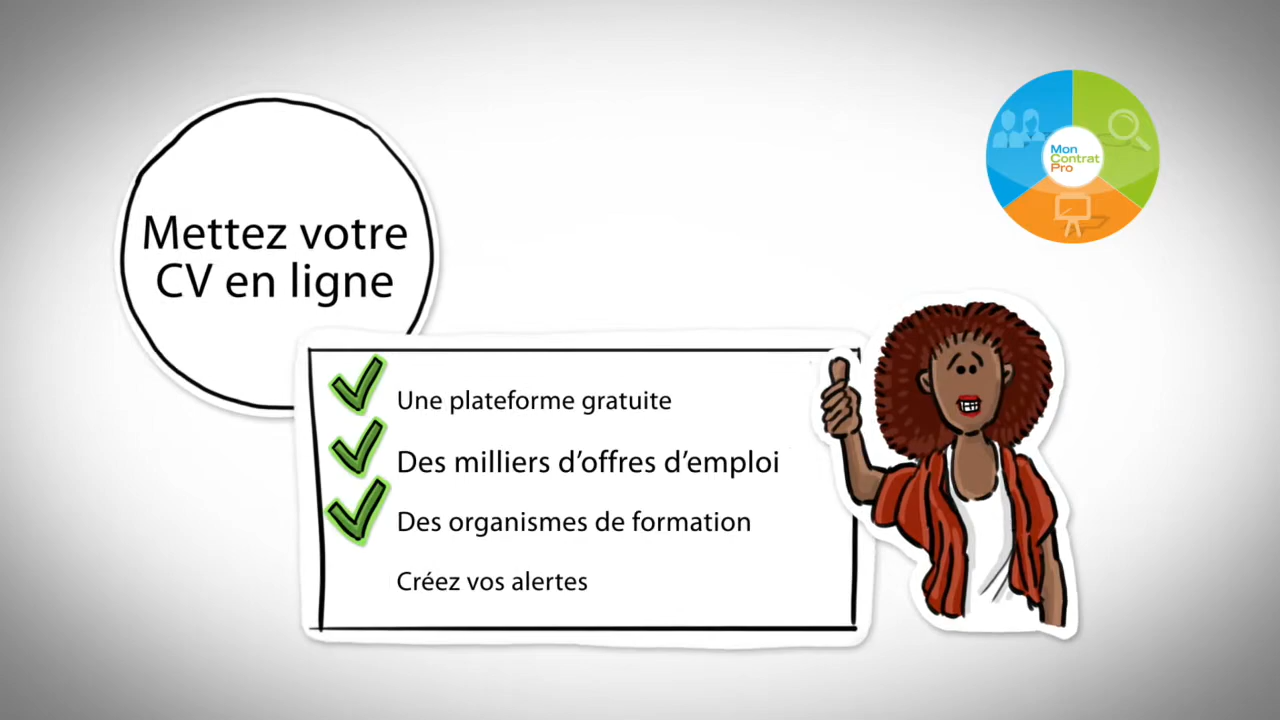 Mettez votre
CV en ligne
Mon
Contrat
Pro
Une plateforme gratuite
Des milliers d’offres d’emploi
Des organismes de formation
Créez vos alertes